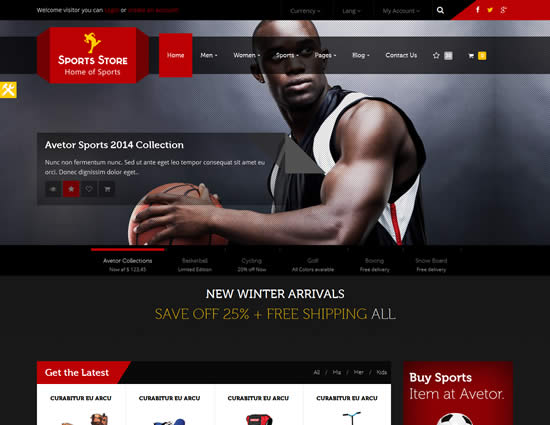 Welcome visitor you can Login or create an account
Currency
Lang
My Account
SPORTS STORE
Home of Sports
Home
Men
Women
Sports
Pages
Blog
Contact Us
Avetor Sports 2014 Collection
Nunc non fermentum nunc. Sed ut ante eget leo tempor consequat sit amet eu
orci. Donec dignissim dolor eget..
Avetor Collections
Now at $ 123,45
Basketball
Limited Edition
Cycling
20% off Now
Golf
All Colors avaiable
Boxing
Free delivery
Snow Board
Free delivery
NEW WINTER ARRIVALS
SAVE OFF 25% + FREE SHIPPING ALL
Get the Latest
All / His / Her / Kids
CURABITUR EU ARCU
CURABITUR EU ARCU
CURABITUR EU ARCU
CURABITUR EU ARCU
Buy Sports
Item at Avetor.